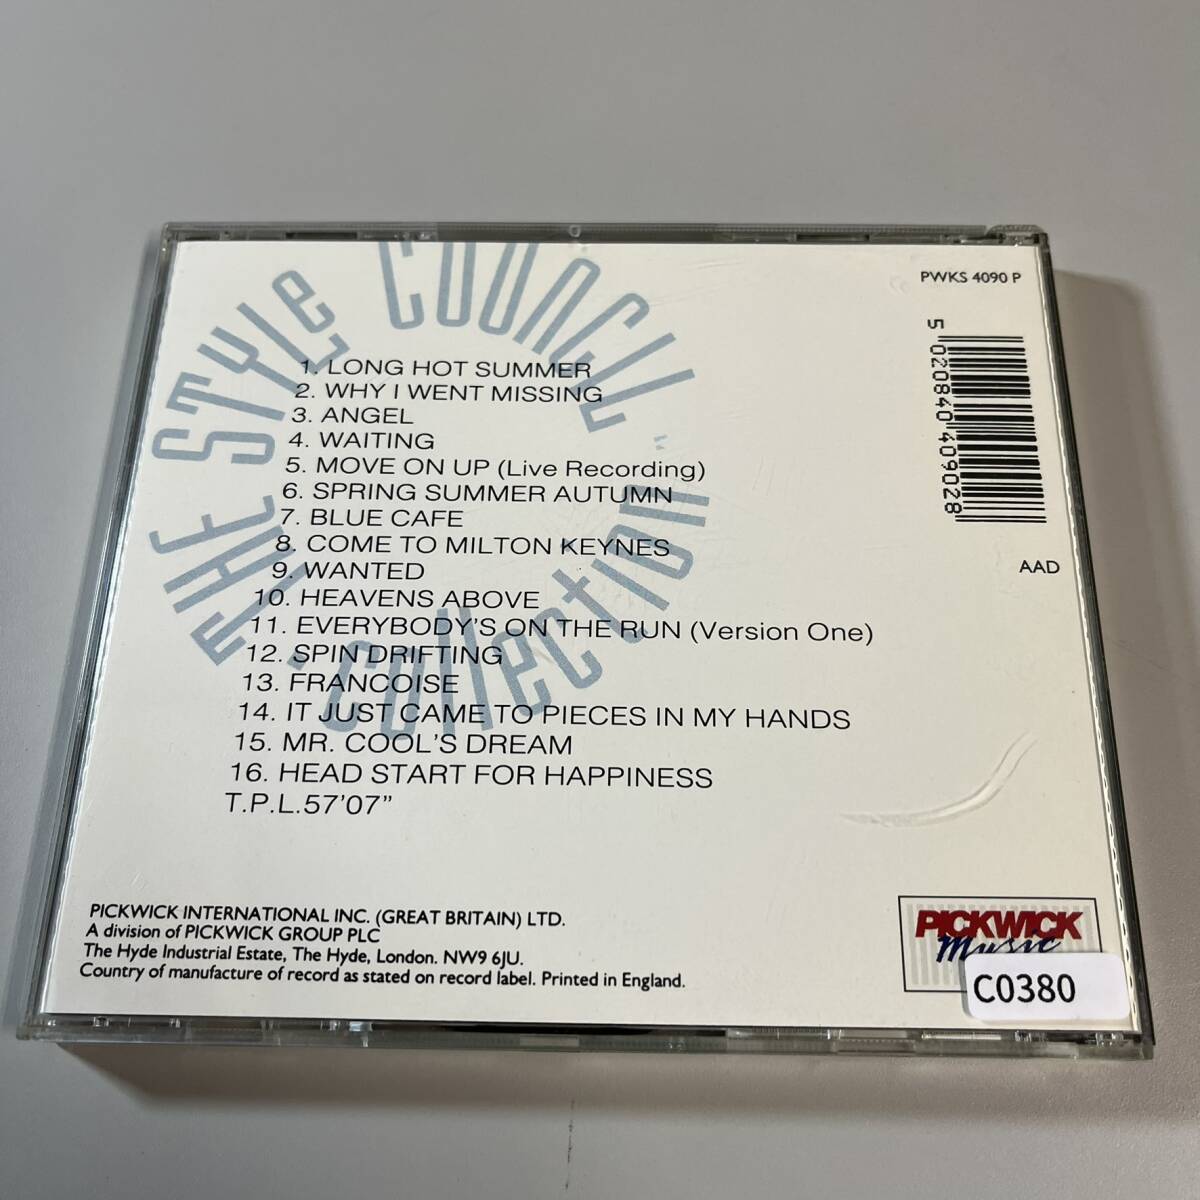 THE STYLE COUNCIL
Collection
PWKS 4090 P
5 020840 409028
AAD
1. LONG HOT SUMMER
2. WHY I WENT MISSING
3. ANGEL
4. WAITING
5. MOVE ON UP (Live Recording)
6. SPRING SUMMER AUTUMN
7. BLUE CAFE
8. COME TO MILTON KEYNES
9. WANTED
10. HEAVENS ABOVE
11. EVERYBODY'S ON THE RUN (Version One)
12. SPIN DRIFTING
13. FRANCOISE
14. IT JUST CAME TO PIECES IN MY HANDS
15. MR. COOL'S DREAM
16. HEAD START FOR HAPPINESS
T.P.L.57'07"
PICKWICK INTERNATIONAL INC. (GREAT BRITAIN) LTD.
A division of PICKWICK GROUP PLC
The Hyde Industrial Estate, The Hyde, London. NW9 6JU.
Country of manufacture of record as stated on record label. Printed in England.
PICKWICK
Music
C0380